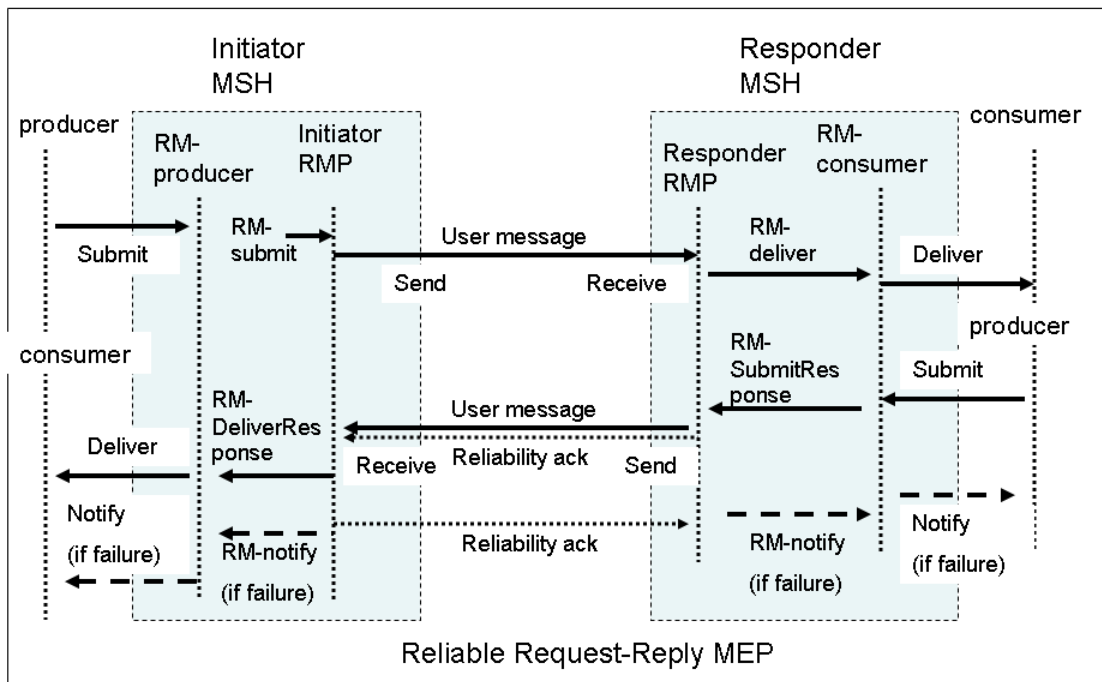 Initiator
MSH
Responder
MSH
producer
consumer
RM-
producer
Initiator
RMP
Responder
RMP
RM-
consumer
RM-
submit
Submit
User message
Send
Receive
RM-
deliver
Deliver
consumer
producer
RM-
SubmitRes
ponse
Submit
RM-
DeliverRes
ponse
User message
Deliver
Receive
Reliability ack
Send
Notify
(if failure)
RM-notify
(if failure)
Reliability ack
RM-notify
(if failure)
Notify
(if failure)
Reliable Request-Reply MEP